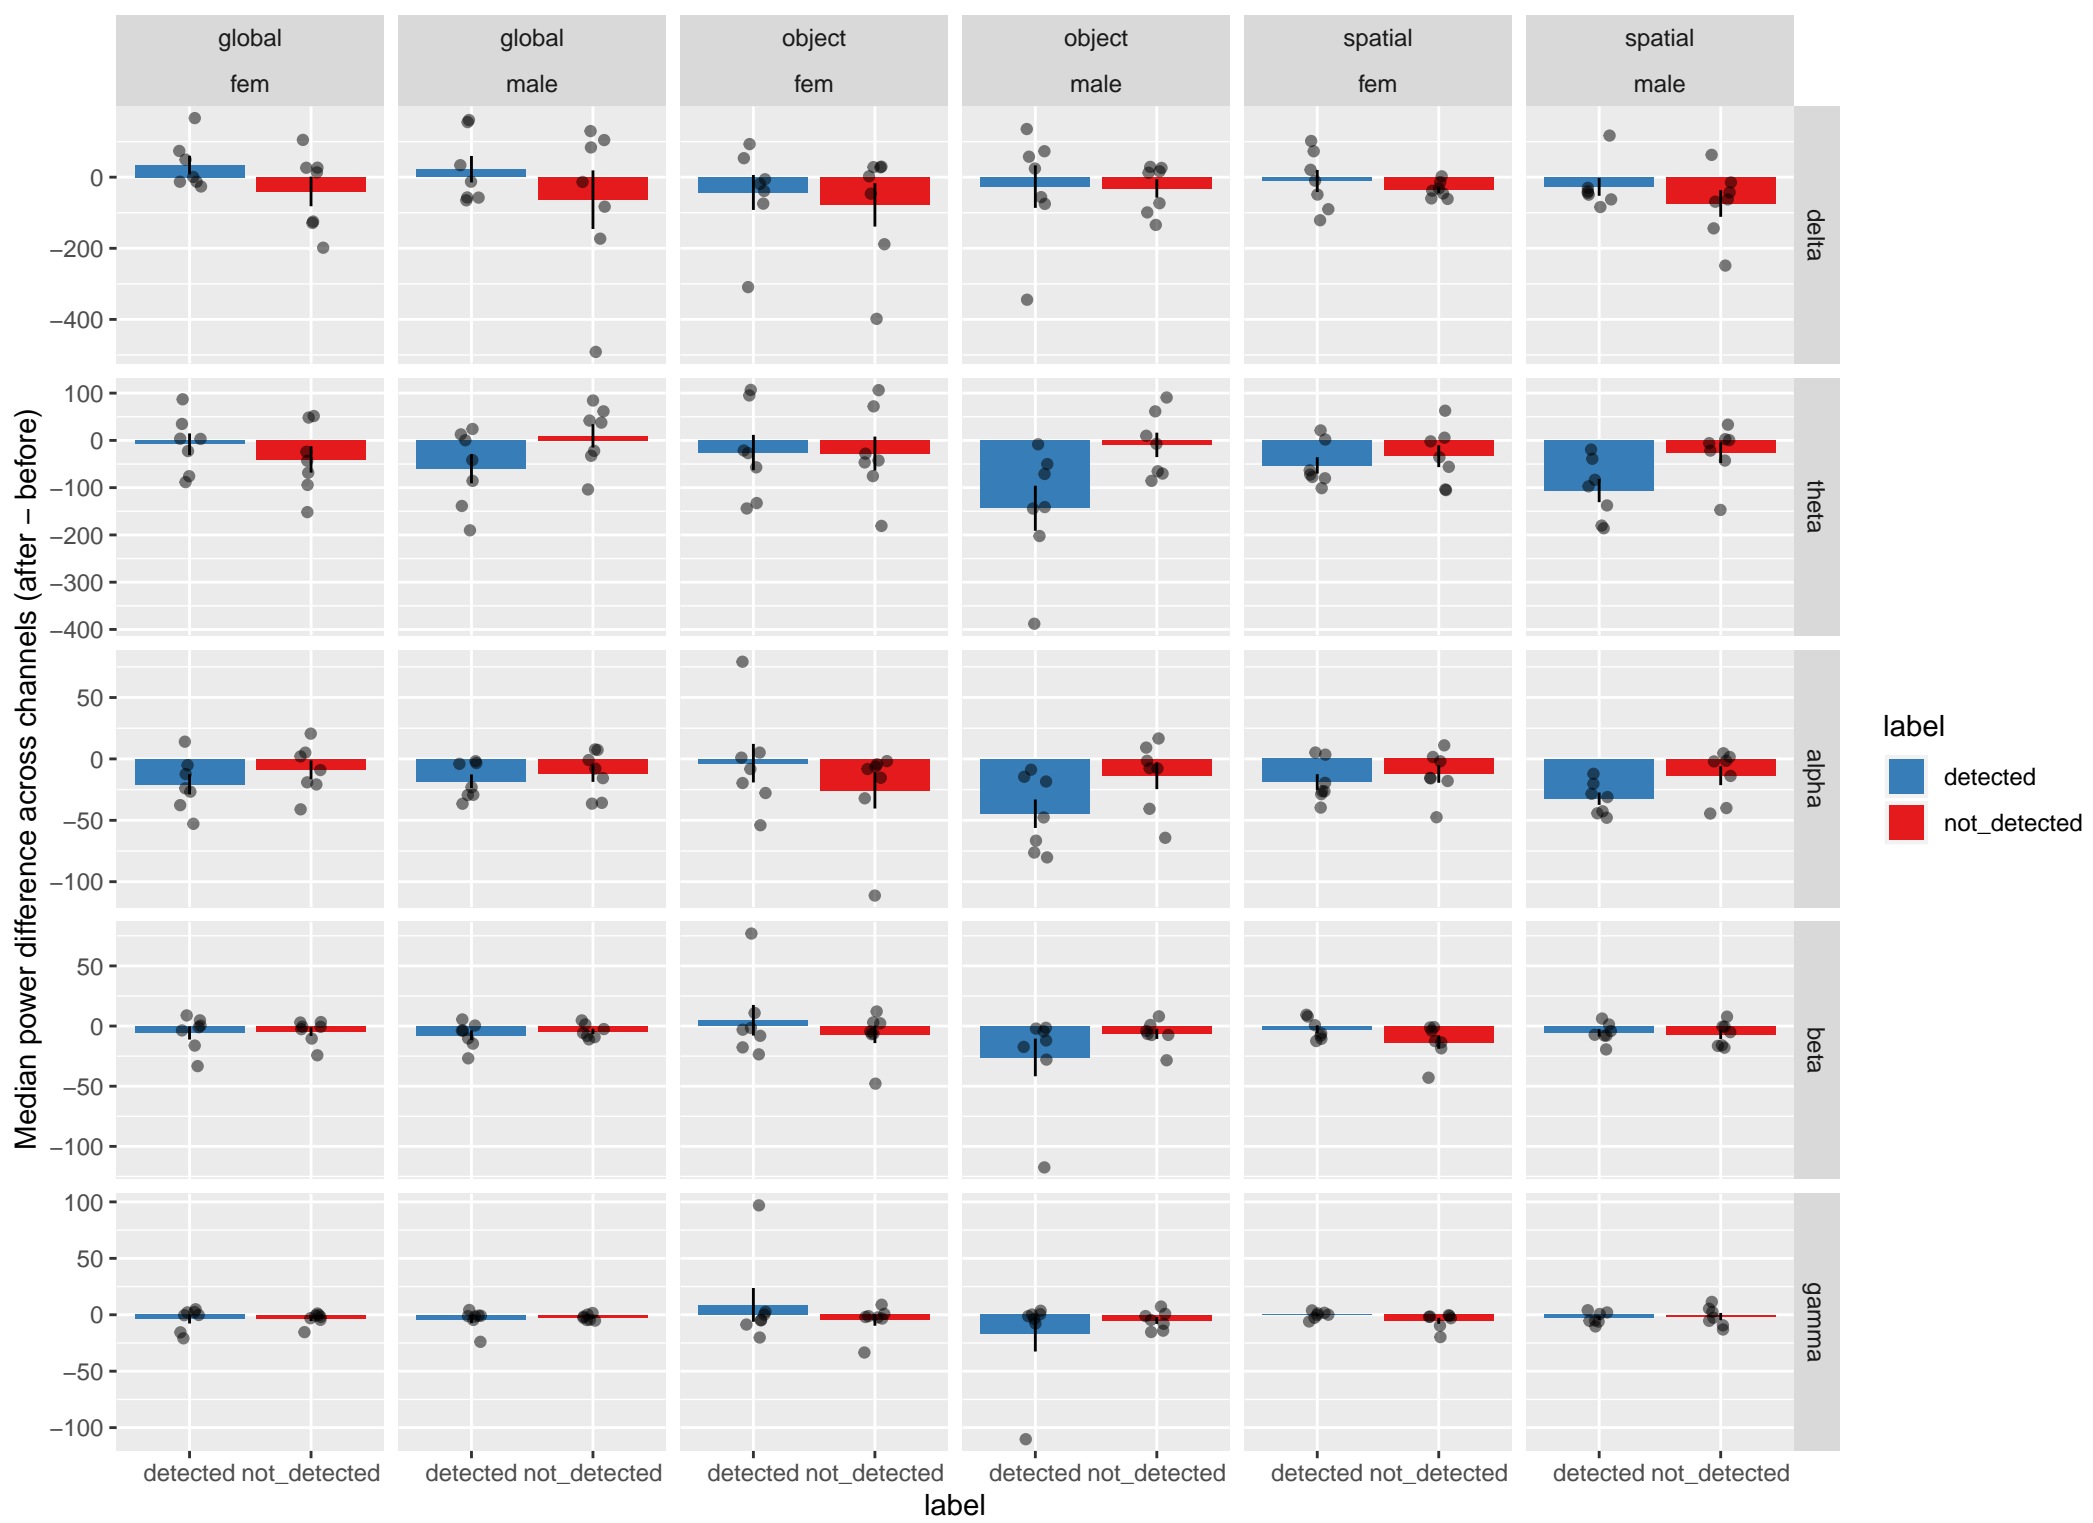 global global object object spatial spatial
fem male fem male fem male
0
−200
−400
delta
100
0
−100
−200
−300
−400
theta
50
0
−50
−100
alpha
50
0
−50
−100
beta
100
50
0
−50
−100
gamma
Median power difference across channels (after − before)
detected not_detected detected not_detected detected not_detected detected not_detected detected not_detected detected not_detected
label
label
detected
not_detected